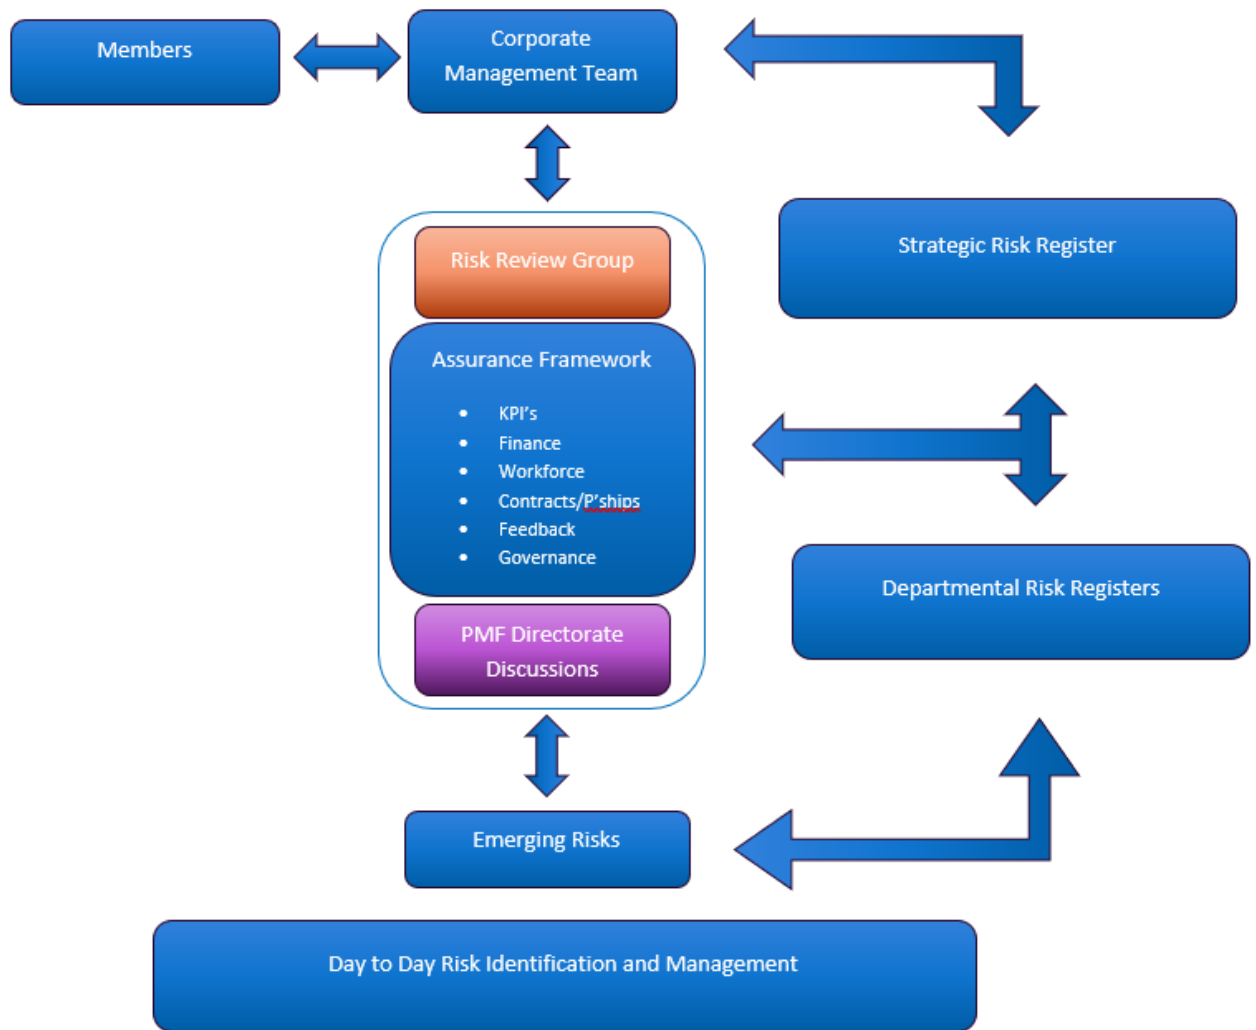 Members
Corporate
Management Team
Strategic Risk Register
Risk Review Group
Assurance Framework
• KPI's
• Finance
• Workforce
• Contracts/P'ships
• Feedback
• Governance
Departmental Risk Registers
PMF Directorate
Discussions
Emerging Risks
Day to Day Risk Identification and Management